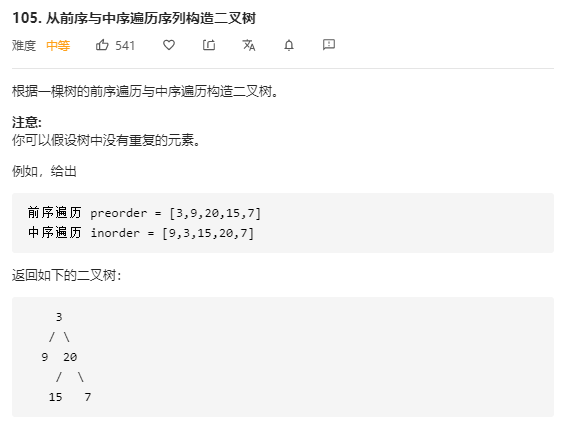 105. 从前序与中序遍历序列构造二叉树
难度 中等 541
根据一棵树的前序遍历与中序遍历构造二叉树。
注意:
你可以假设树中没有重复的元素。
例如，给出
前序遍历 preorder = [3,9,20,15,7]
中序遍历 inorder = [9,3,15,20,7]
返回如下的二叉树：
3
/ \
9 20
/ \
15 7